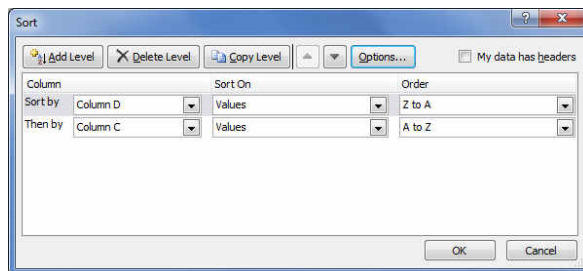 Sort
Add Level Delete Level Copy Level Options... My data has headers
Column Sort On Order
Sort by Column D Values Z to A
Then by Column C Values A to Z
OK Cancel